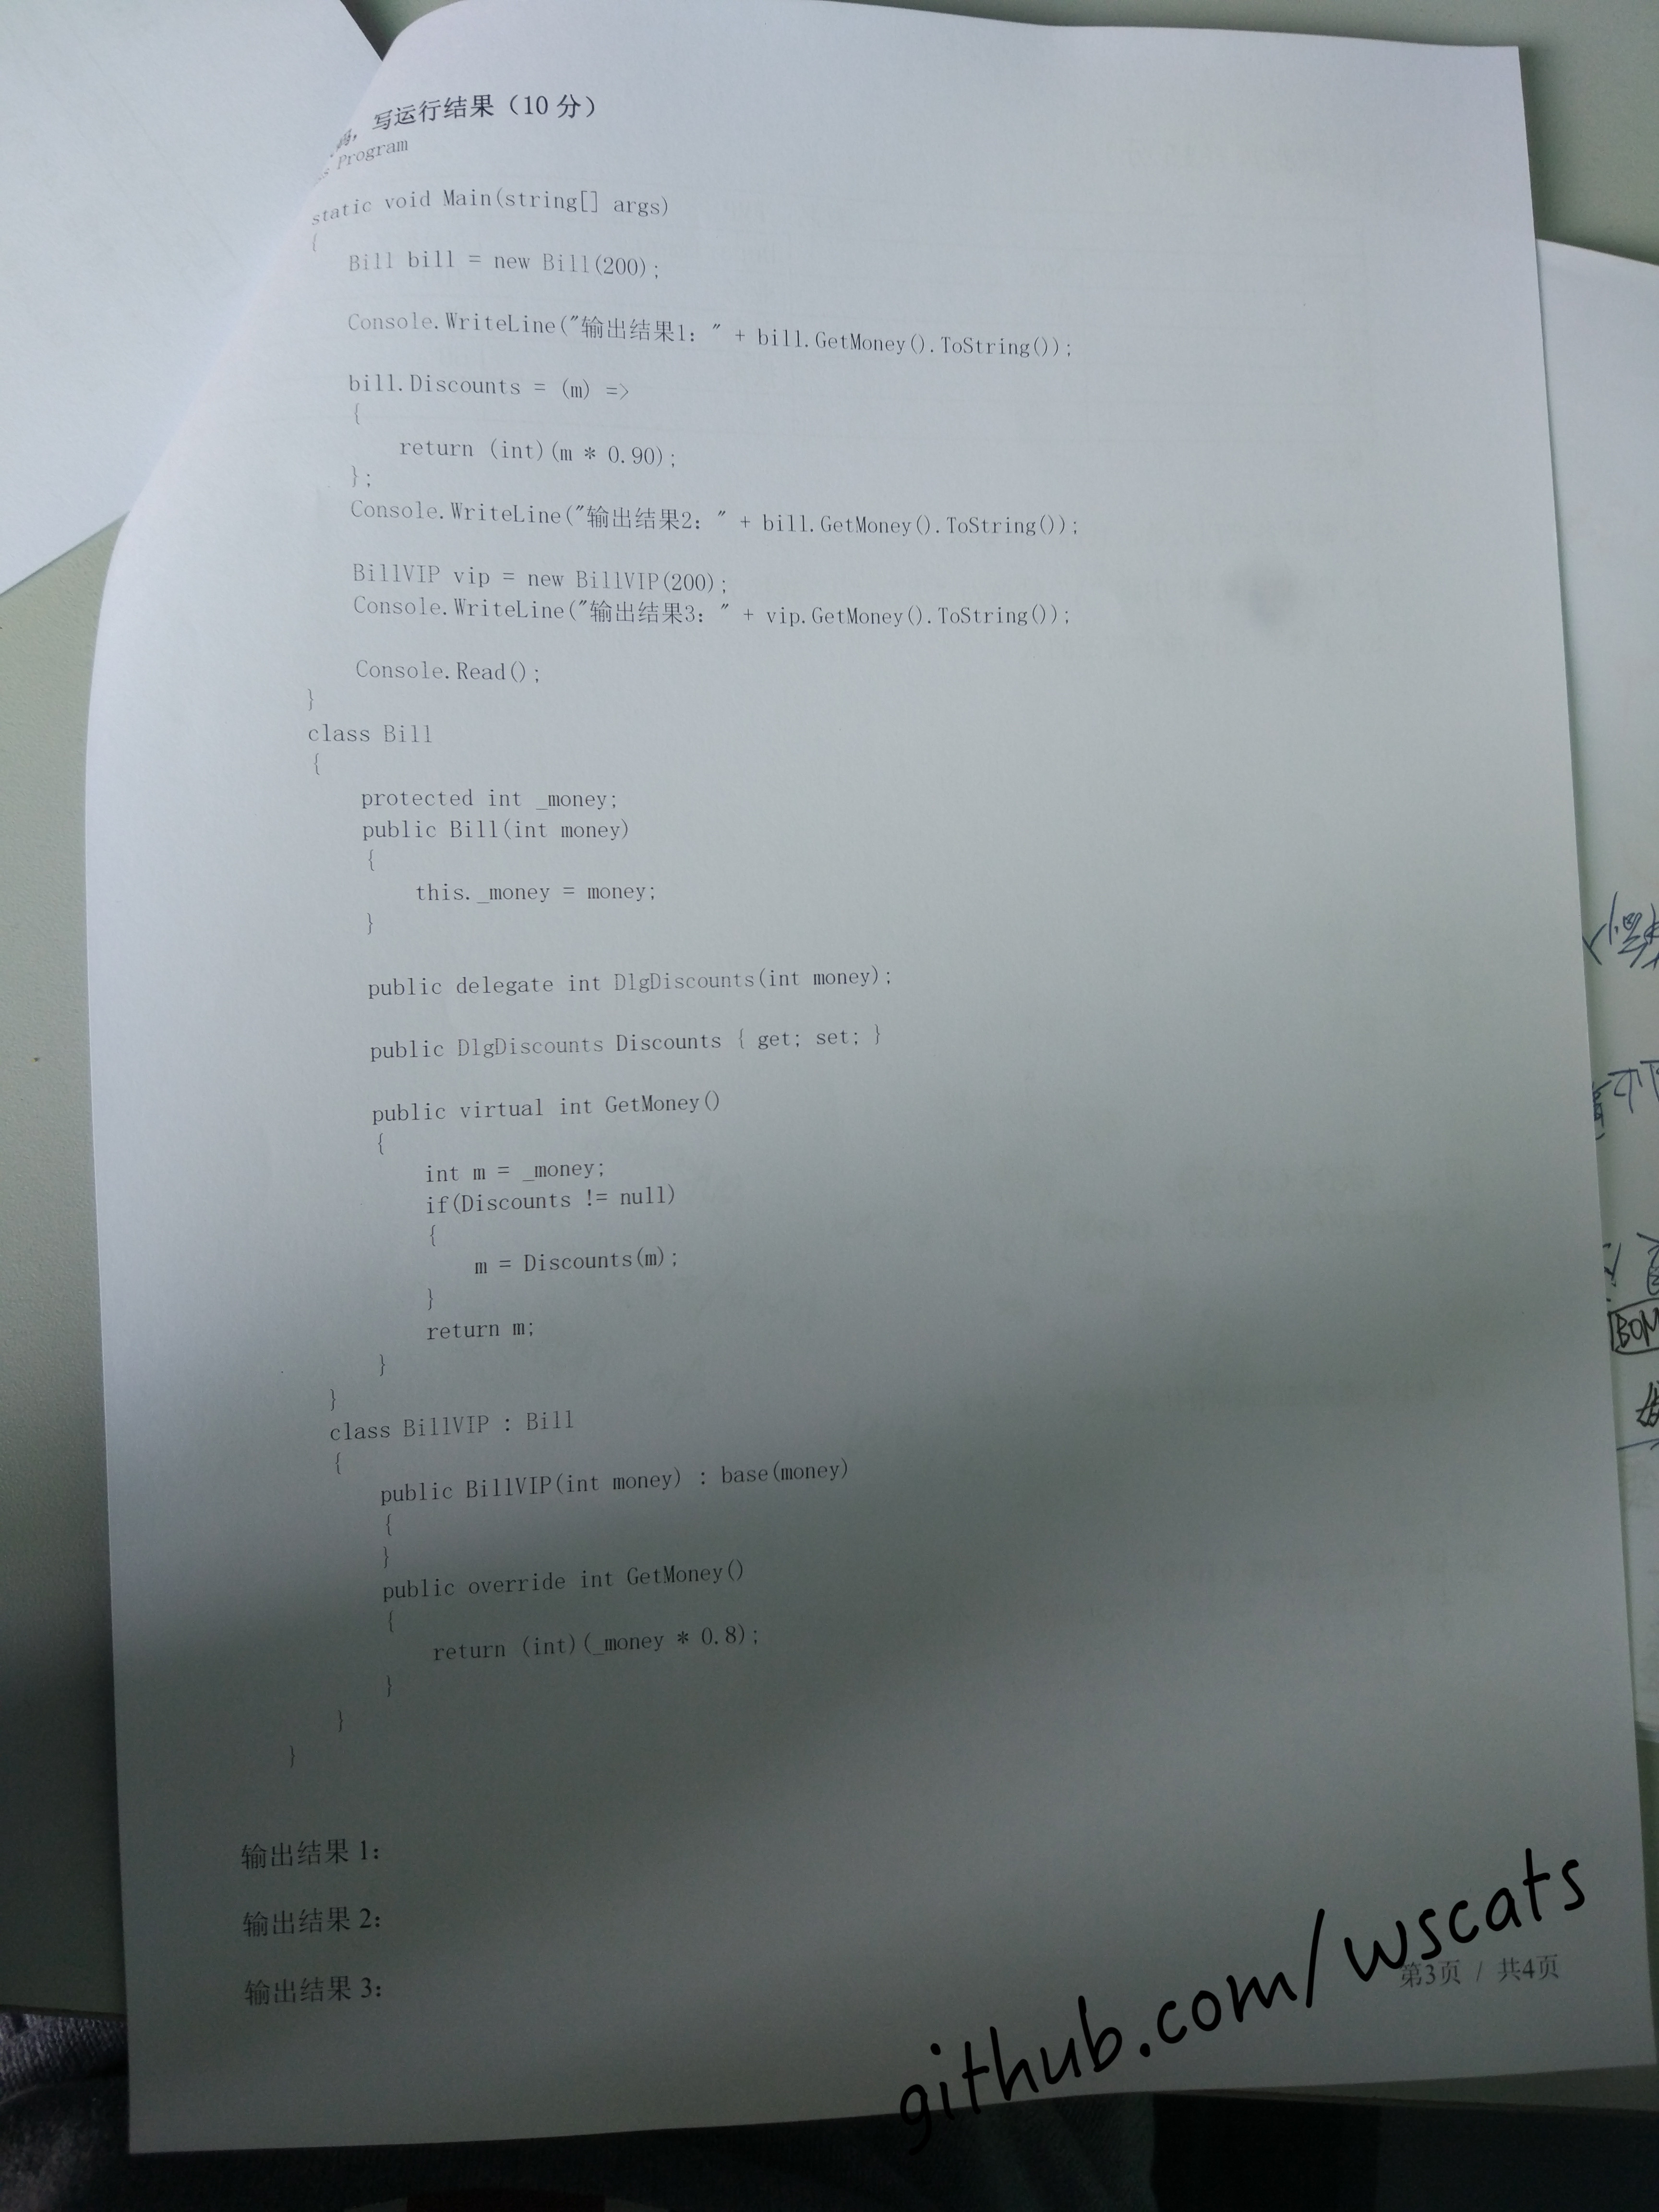 写运行结果（10 分）
Program
static void Main(string[] args)
{
Bill bill = new Bill(200);
Console.WriteLine("输出结果1: " + bill.GetMoney().ToString());
bill.Discounts = (m) =>
{
return (int)(m * 0.90);
};
Console.WriteLine("输出结果2: " + bill.GetMoney().ToString());
BillVIP vip = new BillVIP(200);
Console.WriteLine("输出结果3: " + vip.GetMoney().ToString());
Console.Read();
}
class Bill
{
protected int _money;
public Bill(int money)
{
this._money = money;
}
public delegate int DlgDiscounts(int money);
public DlgDiscounts Discounts { get; set; }
public virtual int GetMoney()
{
int m = _money;
if(Discounts != null)
{
m = Discounts(m);
}
return m;
}
}
class BillVIP : Bill
{
public BillVIP(int money) : base(money)
{
}
public override int GetMoney()
{
return (int)(_money * 0.8);
}
}
}
输出结果 1:
输出结果 2:
输出结果 3:
第3页 / 共4页
github.com/wscats
BOM